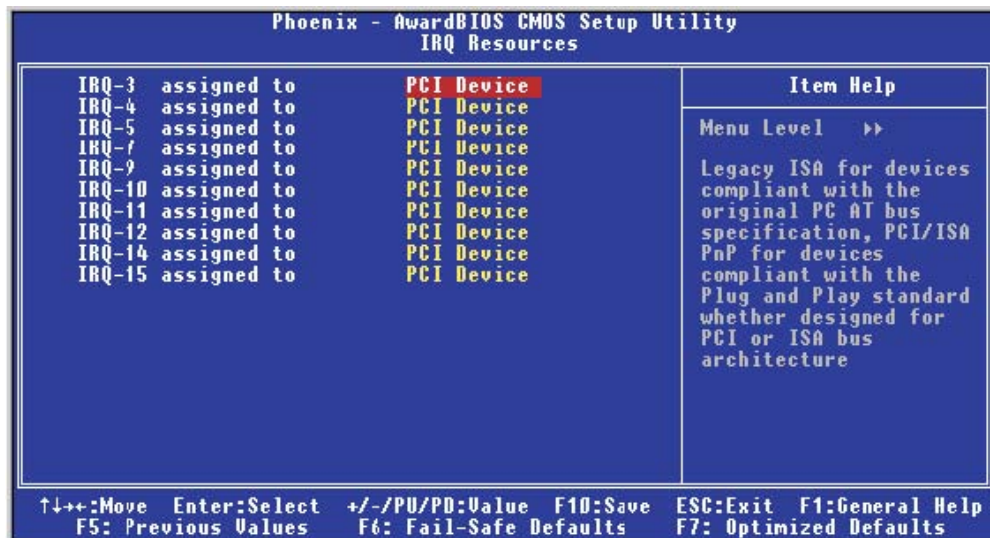 Phoenix - AwardBIOS CMOS Setup Utility
IRQ Resources
IRQ-3 assigned to PCI Device
IRQ-4 assigned to PCI Device
IRQ-5 assigned to PCI Device
IRQ-7 assigned to PCI Device
IRQ-9 assigned to PCI Device
IRQ-10 assigned to PCI Device
IRQ-11 assigned to PCI Device
IRQ-12 assigned to PCI Device
IRQ-14 assigned to PCI Device
IRQ-15 assigned to PCI Device
Item Help
Menu Level ►►
Legacy ISA for devices
compliant with the
original PC AT bus
specification, PCI/ISA
PnP for devices
compliant with the
Plug and Play standard
whether designed for
PCI or ISA bus
architecture
↑↓→←:Move Enter:Select +/-/PU/PD:Value F10:Save ESC:Exit F1:General Help
F5: Previous Values F6: Fail-Safe Defaults F7: Optimized Defaults